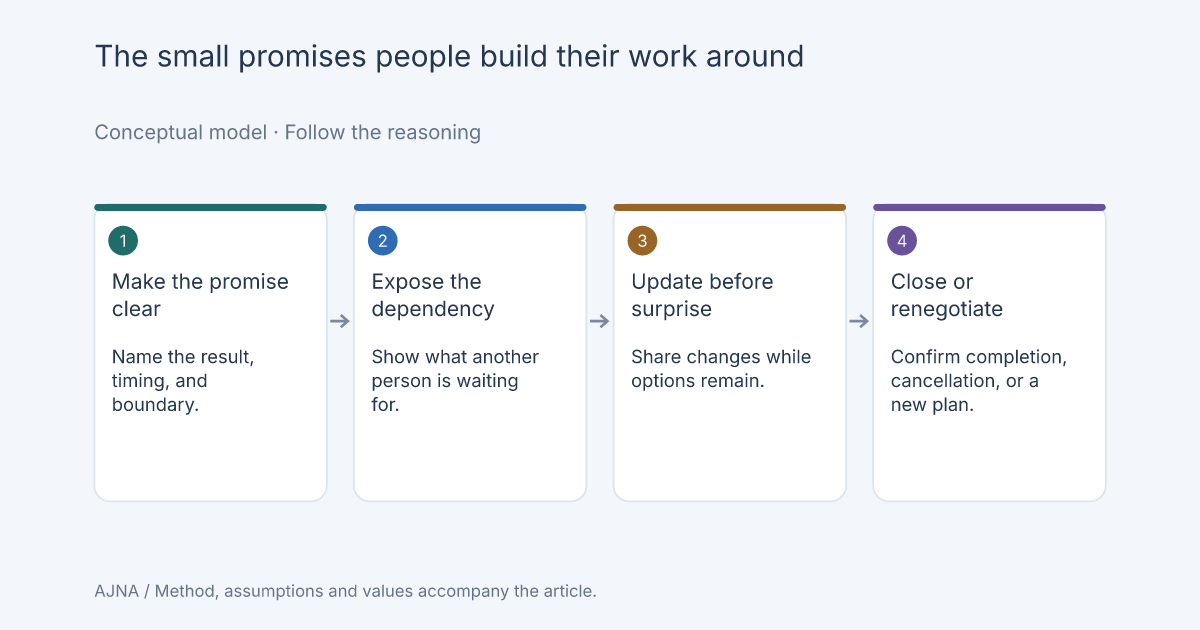 The small promises people build their work around
Conceptual model · Follow the reasoning
1
Make the promise
clear
Name the result,
timing, and
boundary.
2
Expose the
dependency
Show what another
person is waiting
for.
3
Update before
surprise
Share changes while
options remain.
4
Close or
renegotiate
Confirm completion,
cancellation, or a
new plan.
AJNA / Method, assumptions and values accompany the article.